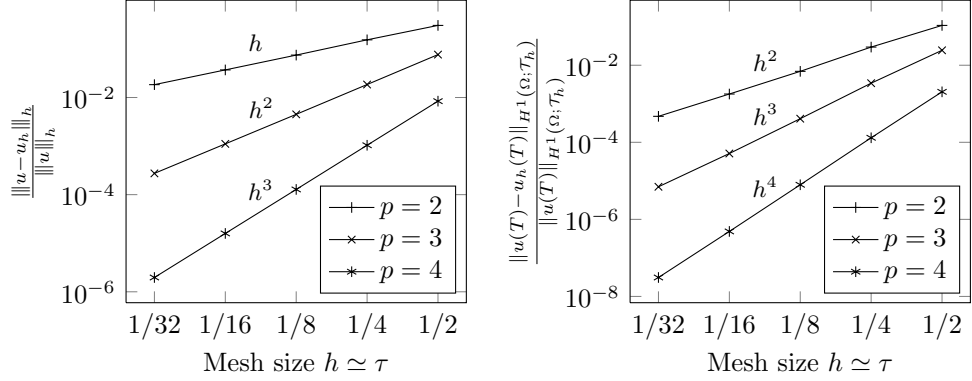 |||u−u_h|||_h / |||u|||_h
10^{−2}
10^{−4}
10^{−6}
h
h^2
h^3
p = 2
p = 3
p = 4
1/32 1/16 1/8 1/4 1/2
Mesh size h ≃ τ
‖u(T)−u_h(T)‖_{H^1(Ω;𝒯_h)} / ‖u(T)‖_{H^1(Ω;𝒯_h)}
10^{−2}
10^{−4}
10^{−6}
10^{−8}
h^2
h^3
h^4
p = 2
p = 3
p = 4
1/32 1/16 1/8 1/4 1/2
Mesh size h ≃ τ